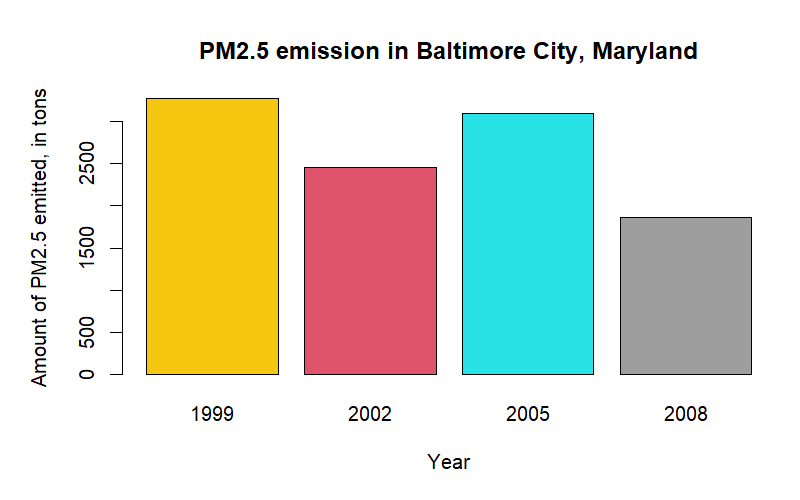 PM2.5 emission in Baltimore City, Maryland
Amount of PM2.5 emitted, in tons
2500
1500
500
0
1999 2002 2005 2008
Year